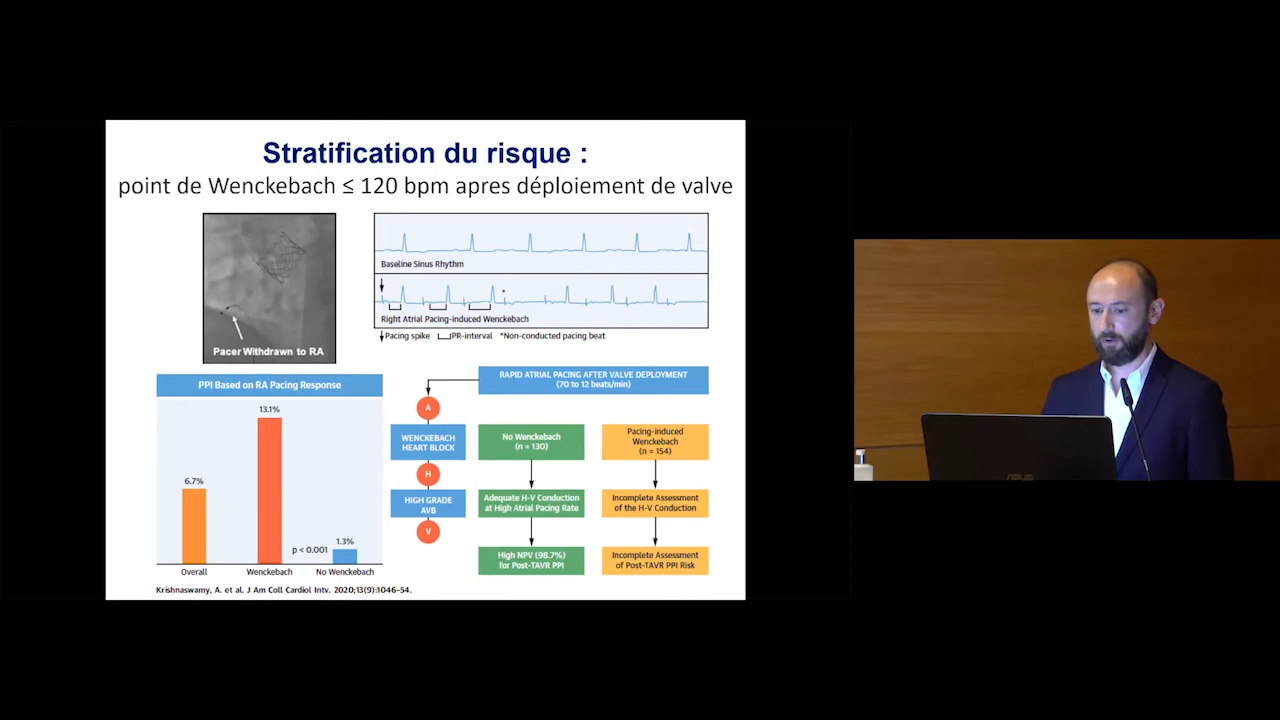 Stratification du risque :
point de Wenckebach ≤ 120 bpm apres déploiement de valve
Pacer Withdrawn to RA
Baseline Sinus Rhythm
Right Atrial Pacing-induced Wenckebach
Pacing spike PR-interval *Non-conducted pacing beat
PPI Based on RA Pacing Response
13.1%
6.7%
p < 0.001
1.3%
Overall
Wenckebach
No Wenckebach
RAPID ATRIAL PACING AFTER VALVE DEPLOYMENT
(70 to 12 beats/min)
A
WENCKEBACH
HEART BLOCK
H
HIGH GRADE
AVB
V
No Wenckebach
(n = 130)
Adequate H-V Conduction
at High Atrial Pacing Rate
High NPV (98.7%)
for Post-TAVR PPI
Pacing-induced
Wenckebach
(n = 154)
Incomplete Assessment
of the H-V Conduction
Incomplete Assessment
of Post-TAVR PPI Risk
Krishnaswamy, A. et al. J Am Coll Cardiol Intv. 2020;13(9):1046–54.